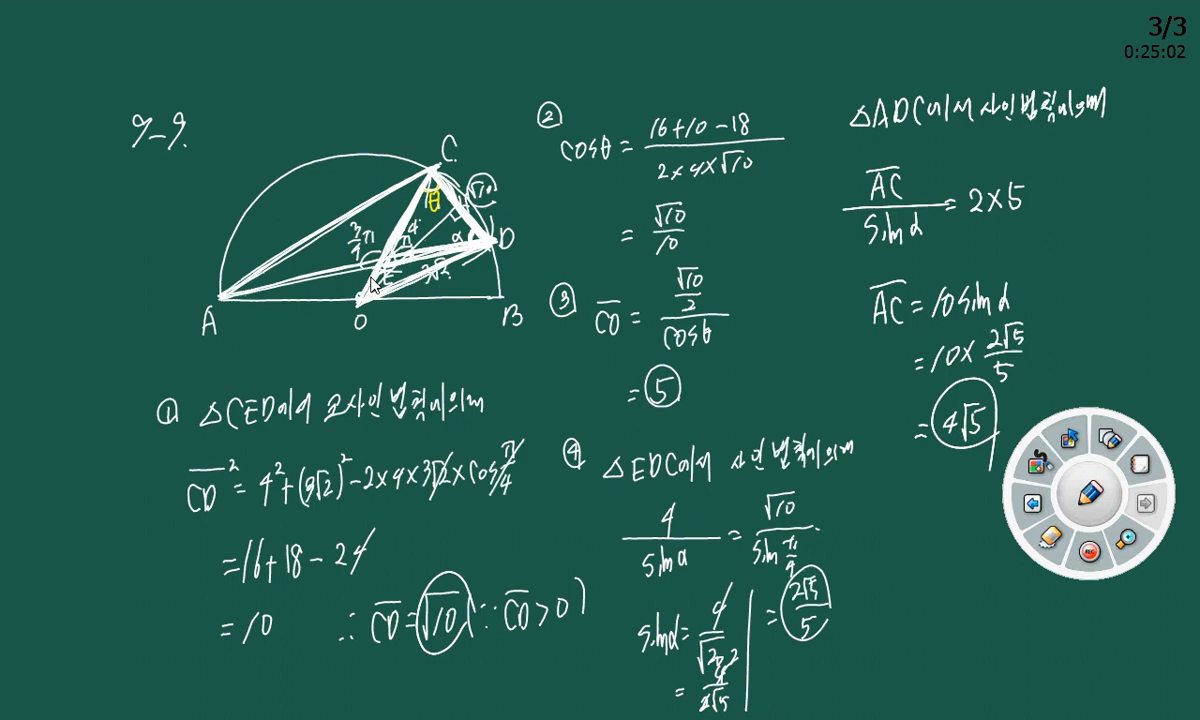 3/3
0:25:02
9-9.
C
θ
√10
3/4 π
π/4
4
α
D
E
3√2
A
O
B
① △CED에서 코사인 법칙에 의해
CD² = 4² + (3√2)² - 2×4×3√2×cos π/4
= 16 + 18 - 24
= 10 ∴ CD = √10 (∵ CD > 0)
②
cosθ = (16+10-18)/(2×4×√10)
= √10/10
③ CO = (√10/2)/cosθ
= ⑤
④ △EDC에서 사인 법칙에 의해
4/sinα = √10/sin π/4
= 2√5/5
△ADC에서 사인 법칙에 의해
AC/sinα = 2×5
AC = 10 sinα
= 10 × 2√5/5
= 4√5
REC